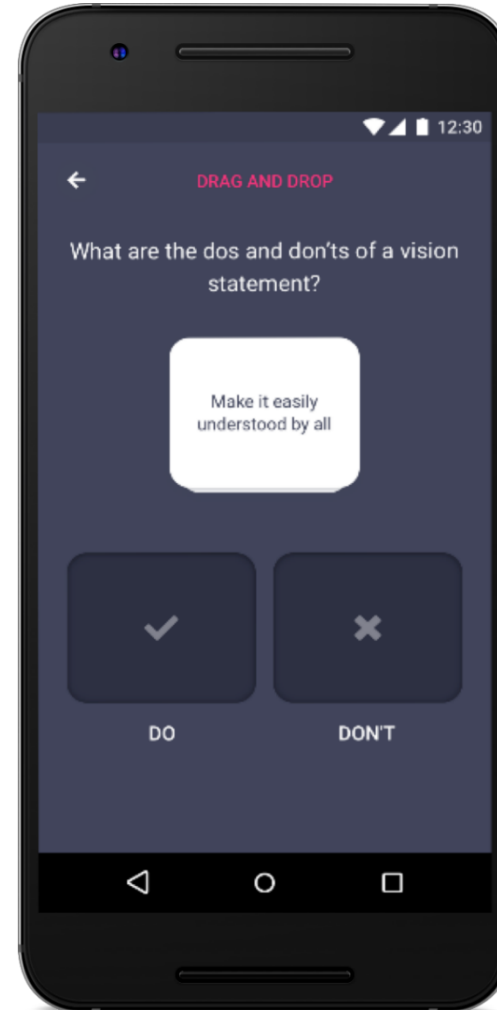 12:30
DRAG AND DROP
What are the dos and don'ts of a vision
statement?
Make it easily
understood by all
DO
DON'T